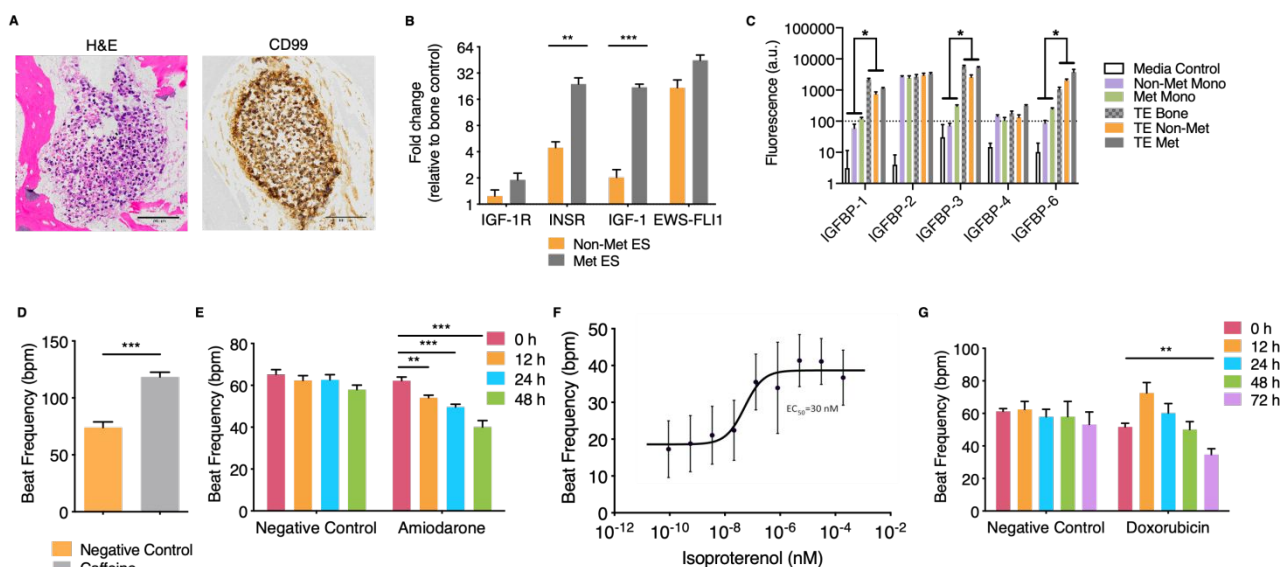 A
H&E
CD99
B
Fold change
(relative to bone control)
64
32
16
8
4
2
1
**
***
IGF-1R
INSR
IGF-1
EWS-FLI1
Non-Met ES
Met ES
C
Fluorescence (a.u.)
100000
10000
1000
100
10
1
*
*
*
IGFBP-1
IGFBP-2
IGFBP-3
IGFBP-4
IGFBP-6
Media Control
Non-Met Mono
Met Mono
TE Bone
TE Non-Met
TE Met
D
Beat Frequency (bpm)
150
100
50
0
***
Negative Control
Caffeine
E
Beat Frequency (bpm)
80
60
40
20
0
***
***
**
Negative Control
Amiodarone
0 h
12 h
24 h
48 h
F
Beat Frequency (bpm)
50
40
30
20
10
0
EC50=30 nM
10-12
10-10
10-8
10-6
10-4
10-2
Isoproterenol (nM)
G
Beat Frequency (bpm)
100
80
60
40
20
0
**
Negative Control
Doxorubicin
0 h
12 h
24 h
48 h
72 h